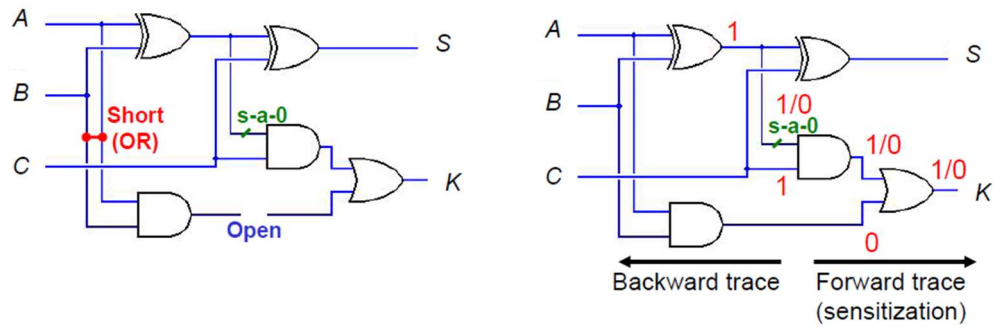 A
B
C
Short
(OR)
s-a-0
Open
S
K
A
B
C
1
1/0
s-a-0
1
1/0
1/0
0
S
K
Backward trace
Forward trace
(sensitization)